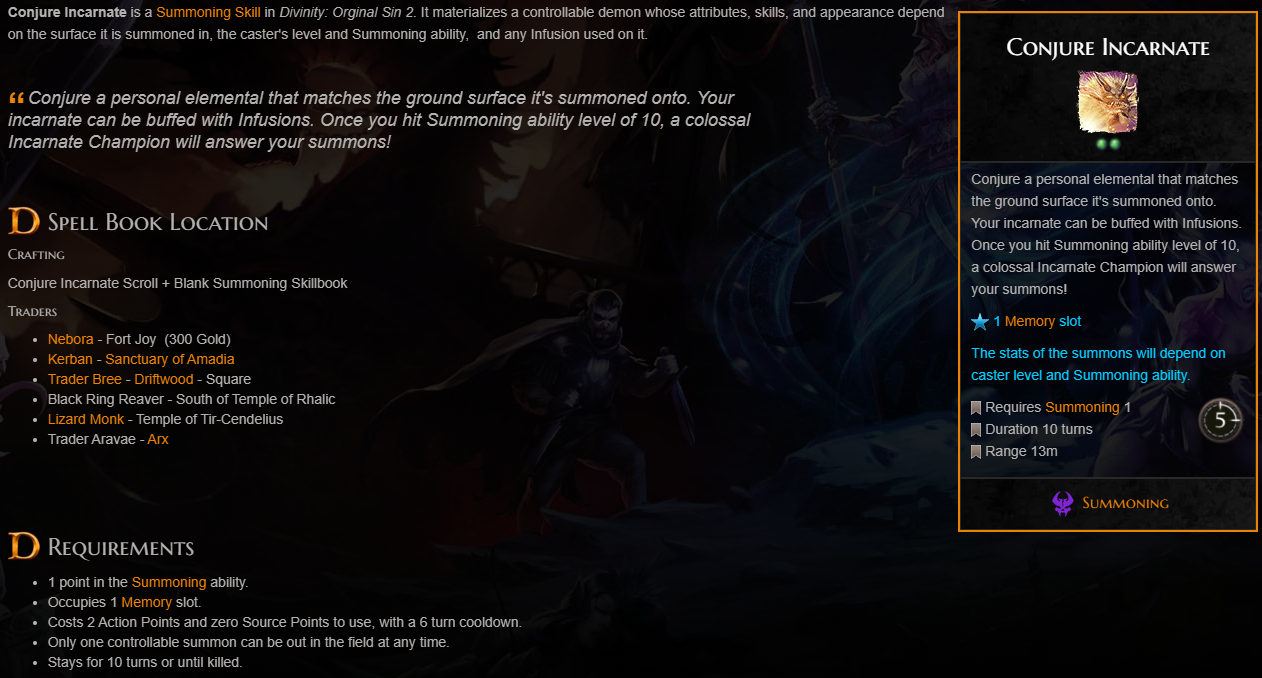 Conjure Incarnate is a Summoning Skill in Divinity: Orginal Sin 2. It materializes a controllable demon whose attributes, skills, and appearance depend
on the surface it is summoned in, the caster's level and Summoning ability,  and any Infusion used on it.
Conjure a personal elemental that matches the ground surface it's summoned onto. Your
incarnate can be buffed with Infusions. Once you hit Summoning ability level of 10, a colossal
Incarnate Champion will answer your summons!
Spell Book Location
Crafting
Conjure Incarnate Scroll + Blank Summoning Skillbook
Traders
Nebora - Fort Joy  (300 Gold)
Kerban - Sanctuary of Amadia
Trader Bree - Driftwood - Square
Black Ring Reaver - South of Temple of Rhalic
Lizard Monk - Temple of Tir-Cendelius
Trader Aravae - Arx
Requirements
1 point in the Summoning ability.
Occupies 1 Memory slot.
Costs 2 Action Points and zero Source Points to use, with a 6 turn cooldown.
Only one controllable summon can be out in the field at any time.
Stays for 10 turns or until killed.
Conjure Incarnate
Conjure a personal elemental that matches
the ground surface it's summoned onto.
Your incarnate can be buffed with Infusions.
Once you hit Summoning ability level of 10,
a colossal Incarnate Champion will answer
your summons!
1 Memory slot
The stats of the summons will depend on
caster level and Summoning ability.
Requires Summoning 1
Duration 10 turns
5
Range 13m
Summoning